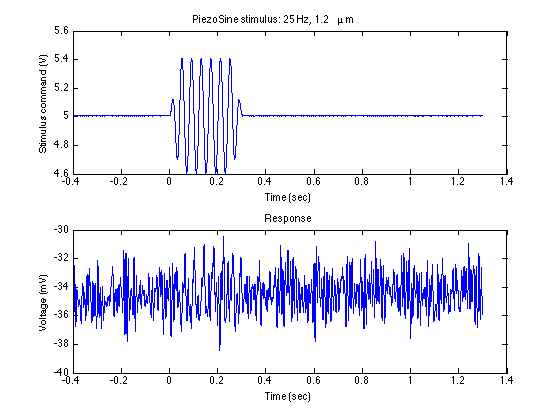 PiezoSine stimulus: 25 Hz, 1.2 μm
5.6
5.4
5.2
5
4.8
4.6
Stimulus command (V)
-0.4 -0.2 0 0.2 0.4 0.6 0.8 1 1.2 1.4
Time (sec)
Response
-30
-32
-34
-36
-38
-40
Voltage (mV)
-0.4 -0.2 0 0.2 0.4 0.6 0.8 1 1.2 1.4
Time (sec)